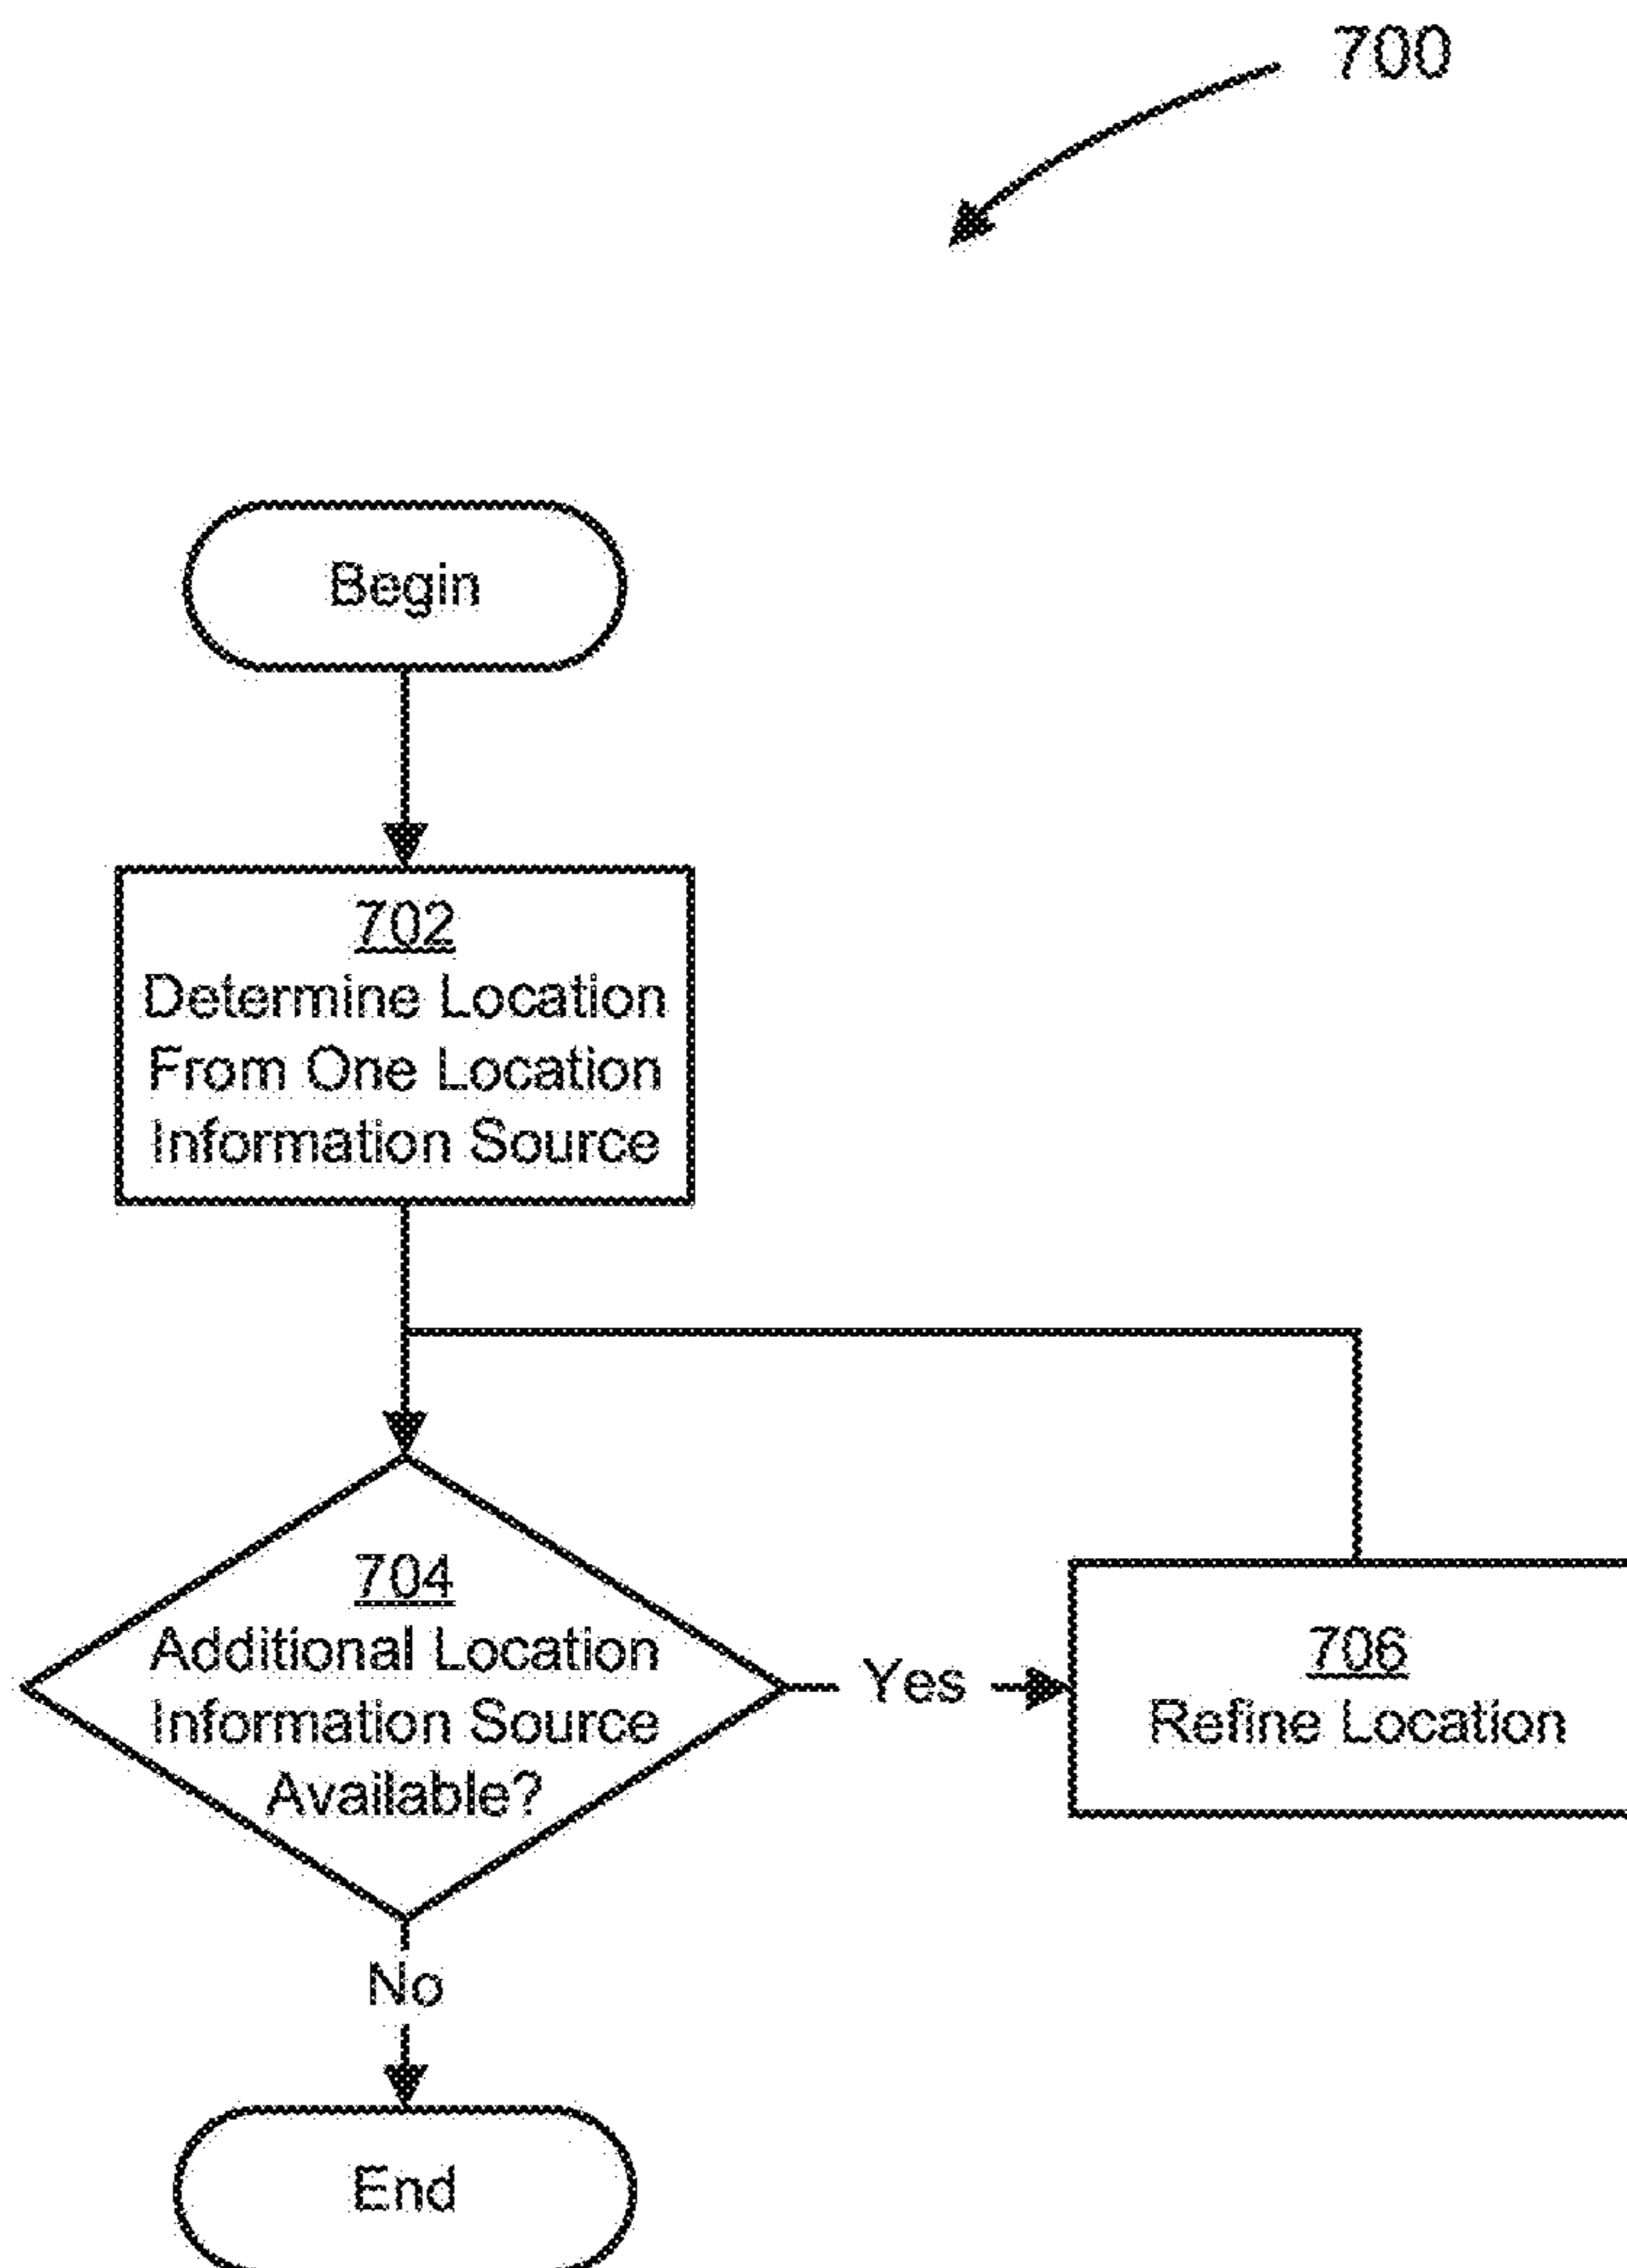 700
Begin
702
Determine Location
From One Location
Information Source
704
Additional Location
Information Source
Available?
Yes
706
Refine Location
No
End